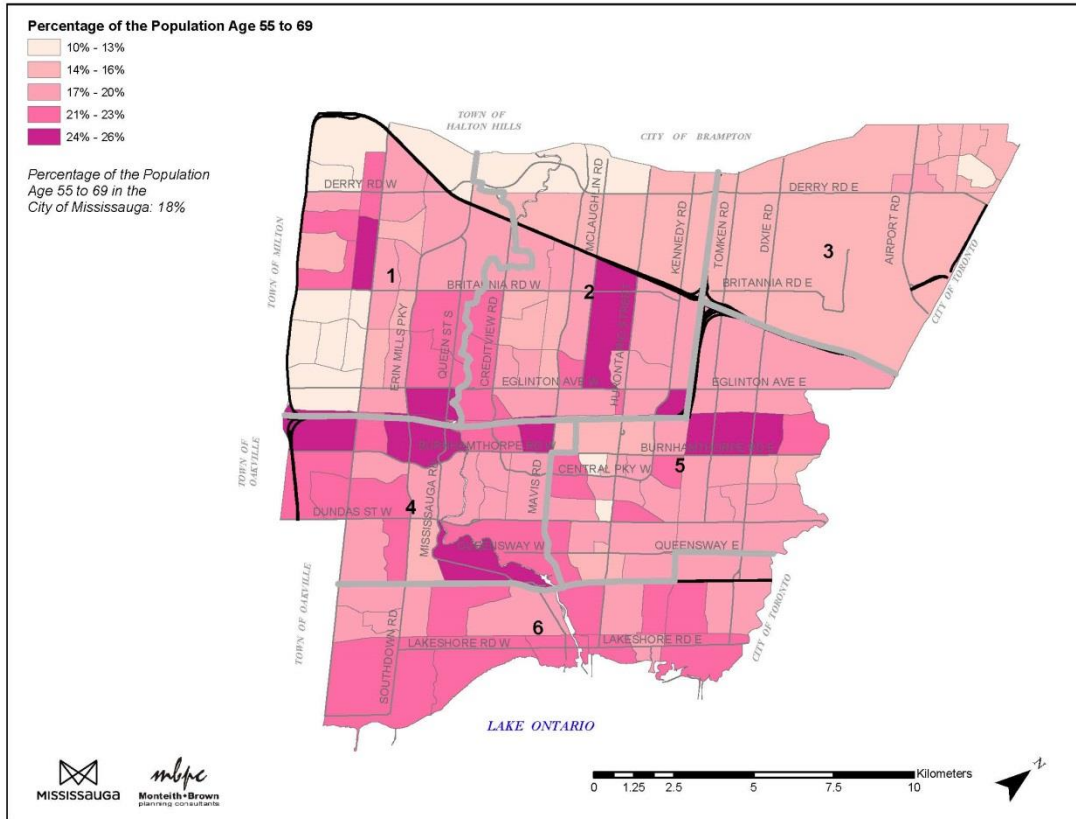 Percentage of the Population Age 55 to 69
10% - 13%
14% - 16%
17% - 20%
21% - 23%
24% - 26%
Percentage of the Population
Age 55 to 69 in the
City of Mississauga: 18%
TOWN OF
HALTON HILLS
CITY OF BRAMPTON
TOWN OF MILTON
DERRY RD W
MCLAUGHLIN RD
DERRY RD E
KENNEDY RD
TOMKEN RD
DIXIE RD
AIRPORT RD
CITY OF TORONTO
3
1
2
BRITANNIA RD W
BRITANNIA RD E
ERIN MILLS PKY
QUEEN ST S
CREDITVIEW RD
EGLINTON AVE
EGLINTON AVE E
TOWN OF
OAKVILLE
CENTRAL PKY W
5
MISSISSAUGA RD
MAVIS RD
4
DUNDAS ST W
QUEENSWAY W
QUEENSWAY E
TOWN OF OAKVILLE
CITY OF TORONTO
SOUTHDOWN RD
6
LAKESHORE RD W
LAKESHORE RD E
LAKE ONTARIO
MISSISSAUGA
mbpc
Monteith•Brown
planning consultants
Kilometers
0 1.25 2.5 5 7.5 10
N